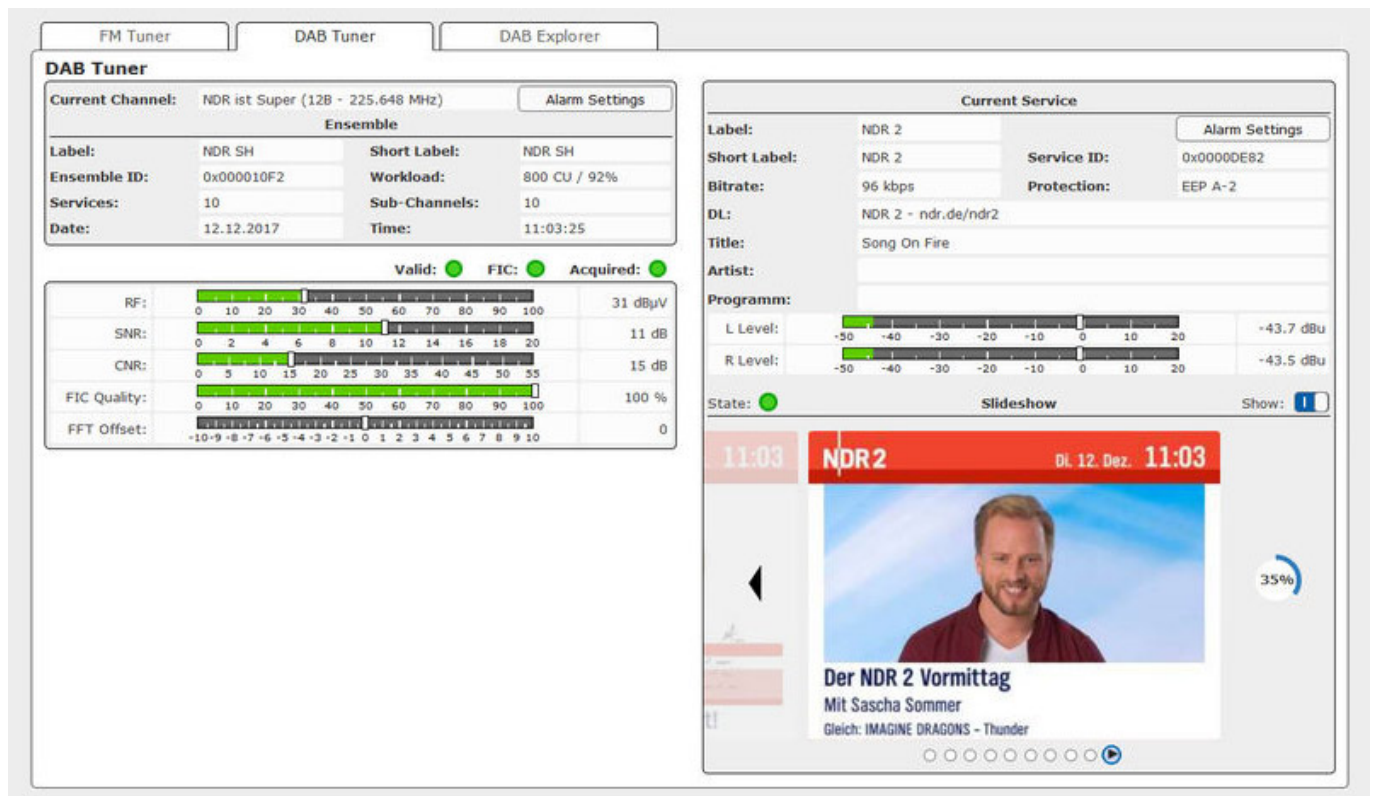 FM Tuner DAB Tuner DAB Explorer
DAB Tuner
Current Channel: NDR ist Super (12B - 225.648 MHz) Alarm Settings
Ensemble
Label: NDR SH Short Label: NDR SH
Ensemble ID: 0x000010F2 Workload: 800 CU / 92%
Services: 10 Sub-Channels: 10
Date: 12.12.2017 Time: 11:03:25
Valid: FIC: Acquired:
RF: 31 dBµV
0 10 20 30 40 50 60 70 80 90 100
SNR: 11 dB
0 2 4 6 8 10 12 14 16 18 20
CNR: 15 dB
0 5 10 15 20 25 30 35 40 45 50 55
FIC Quality: 100 %
0 10 20 30 40 50 60 70 80 90 100
FFT Offset: 0
-10 -9 -8 -7 -6 -5 -4 -3 -2 -1 0 1 2 3 4 5 6 7 8 9 10
Current Service
Label: NDR 2 Alarm Settings
Short Label: NDR 2 Service ID: 0x0000DE82
Bitrate: 96 kbps Protection: EEP A-2
DL: NDR 2 - ndr.de/ndr2
Title: Song On Fire
Artist:
Programm:
L Level: -43.7 dBu
-50 -40 -30 -20 -10 0 10 20
R Level: -43.5 dBu
-50 -40 -30 -20 -10 0 10 20
State: Slideshow Show: I
11:03
NDR 2 Di. 12. Dez. 11:03
35%
Der NDR 2 Vormittag
Mit Sascha Sommer
Gleich: IMAGINE DRAGONS - Thunder